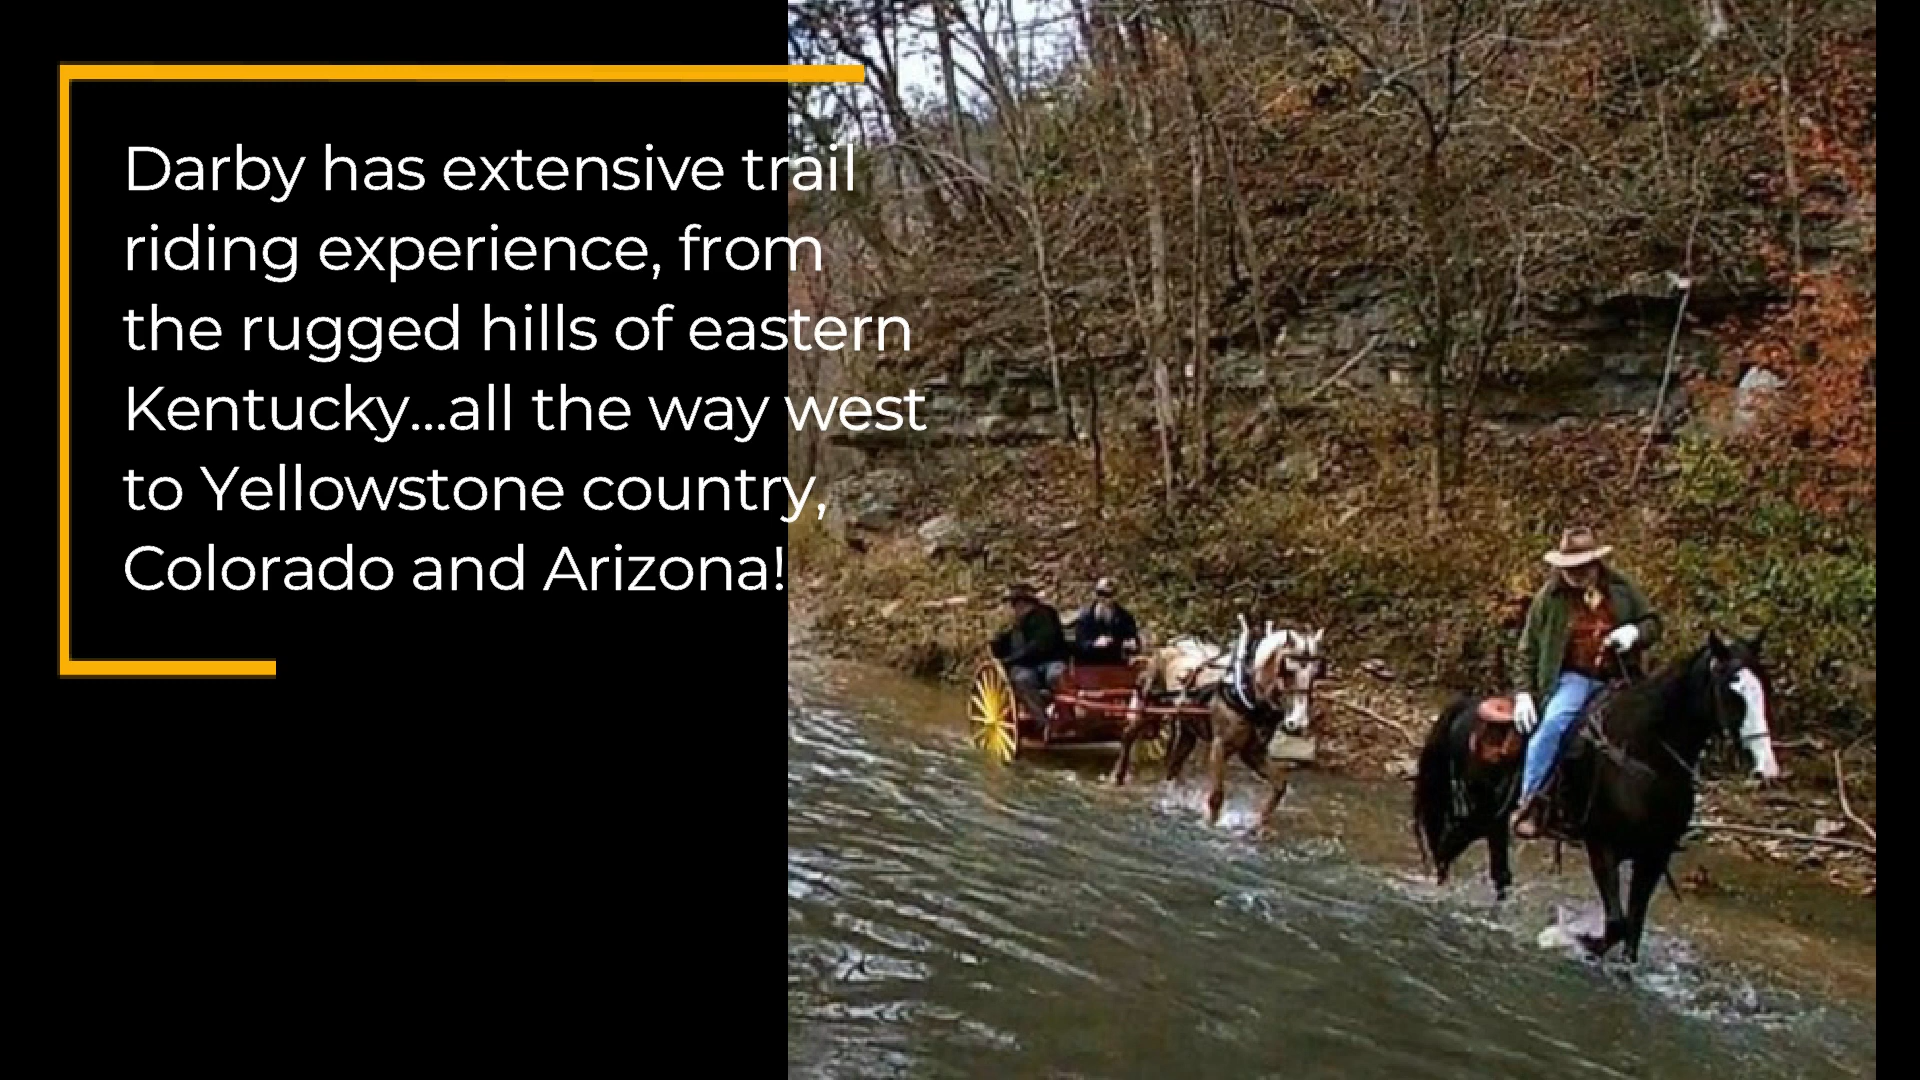 Darby has extensive trail
riding experience, from
the rugged hills of eastern
Kentucky...all the way west
to Yellowstone country,
Colorado and Arizona!